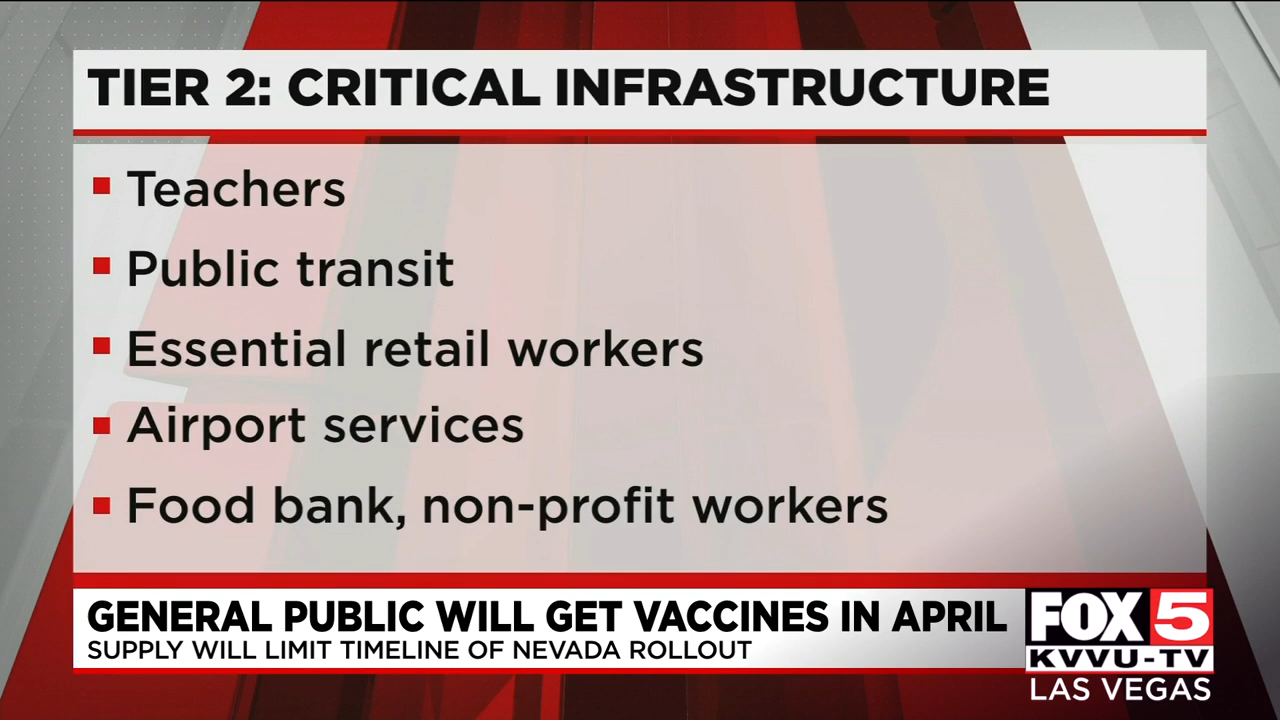 TIER 2: CRITICAL INFRASTRUCTURE
Teachers
Public transit
Essential retail workers
Airport services
Food bank, non-profit workers
GENERAL PUBLIC WILL GET VACCINES IN APRIL
SUPPLY WILL LIMIT TIMELINE OF NEVADA ROLLOUT
FOX 5
KVVU-TV
LAS VEGAS